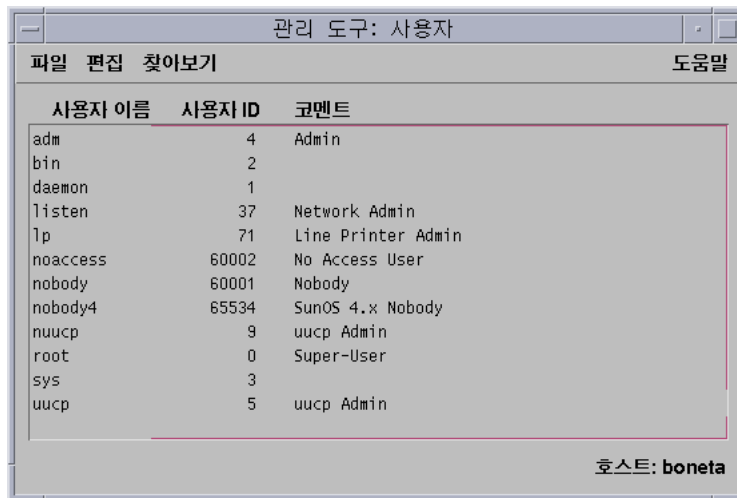 관리 도구: 사용자
파일 편집 찾아보기 도움말
사용자 이름 사용자 ID 코멘트
adm 4 Admin
bin 2
daemon 1
listen 37 Network Admin
lp 71 Line Printer Admin
noaccess 60002 No Access User
nobody 60001 Nobody
nobody4 65534 SunOS 4.x Nobody
nuucp 9 uucp Admin
root 0 Super-User
sys 3
uucp 5 uucp Admin
호스트: boneta